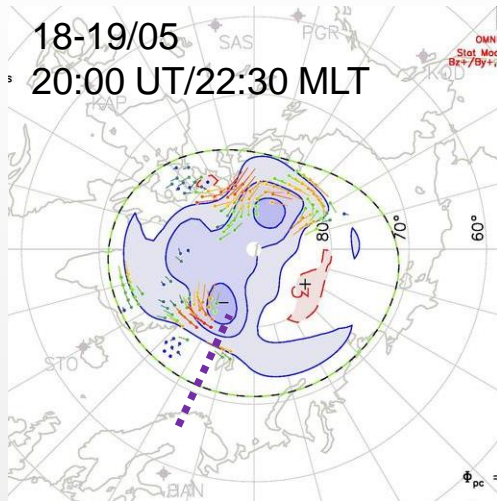 18-19/05
20:00 UT/22:30 MLT
SAS
PGR
OMNI
Stat Mod
Bz+/By+,
s
KOD
KAP
80°
70°
60°
+
3
−
STO
HAN
Φpc =